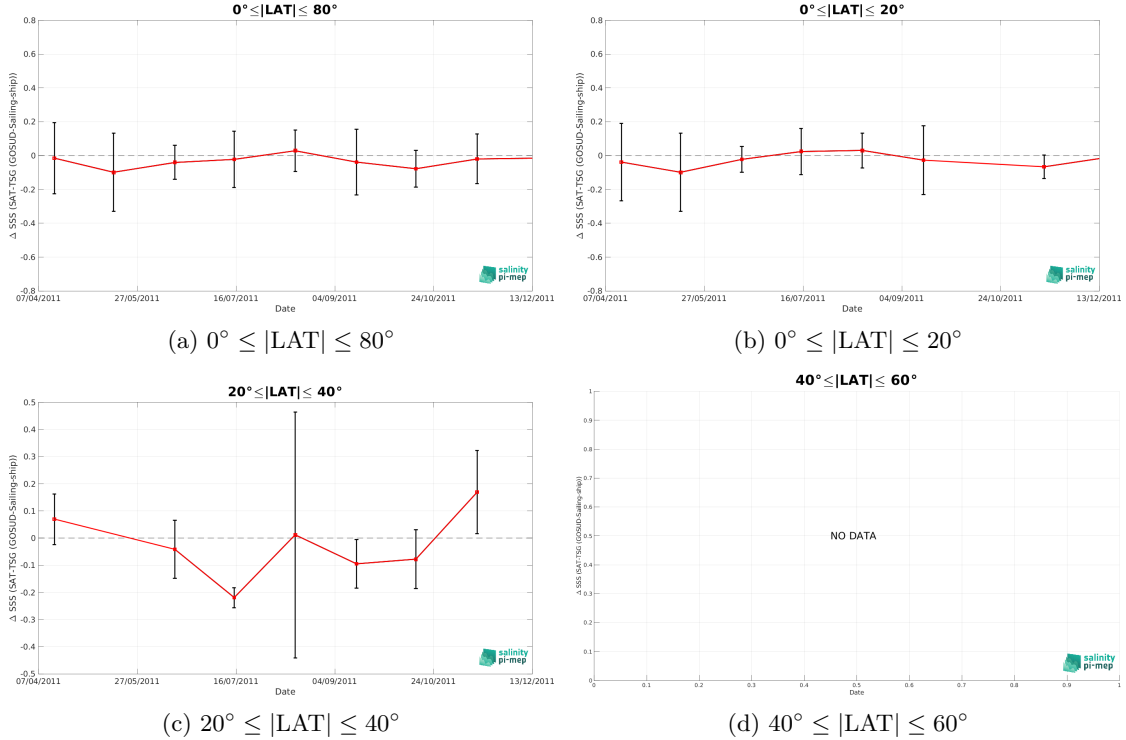 0°≤|LAT|≤ 80°
Δ SSS (SAT-TSG (GOSUD-Sailing-ship))
0.8
0.6
0.4
0.2
0
-0.2
-0.4
-0.6
-0.8
07/04/2011 27/05/2011 16/07/2011 04/09/2011 24/10/2011 13/12/2011
Date
salinity
pi-mep
(a) 0° ≤ |LAT| ≤ 80°
0°≤|LAT|≤ 20°
Δ SSS (SAT-TSG (GOSUD-Sailing-ship))
0.8
0.6
0.4
0.2
0
-0.2
-0.4
-0.6
-0.8
07/04/2011 27/05/2011 16/07/2011 04/09/2011 24/10/2011 13/12/2011
Date
salinity
pi-mep
(b) 0° ≤ |LAT| ≤ 20°
20°≤|LAT|≤ 40°
Δ SSS (SAT-TSG (GOSUD-Sailing-ship))
0.5
0.4
0.3
0.2
0.1
0
-0.1
-0.2
-0.3
-0.4
-0.5
07/04/2011 27/05/2011 16/07/2011 04/09/2011 24/10/2011 13/12/2011
Date
salinity
pi-mep
(c) 20° ≤ |LAT| ≤ 40°
40°≤|LAT|≤ 60°
Δ SSS (SAT-TSG (GOSUD-Sailing-ship))
1
0.9
0.8
0.7
0.6
0.5
0.4
0.3
0.2
0.1
0
NO DATA
0 0.1 0.2 0.3 0.4 0.5 0.6 0.7 0.8 0.9 1
Date
salinity
pi-mep
(d) 40° ≤ |LAT| ≤ 60°